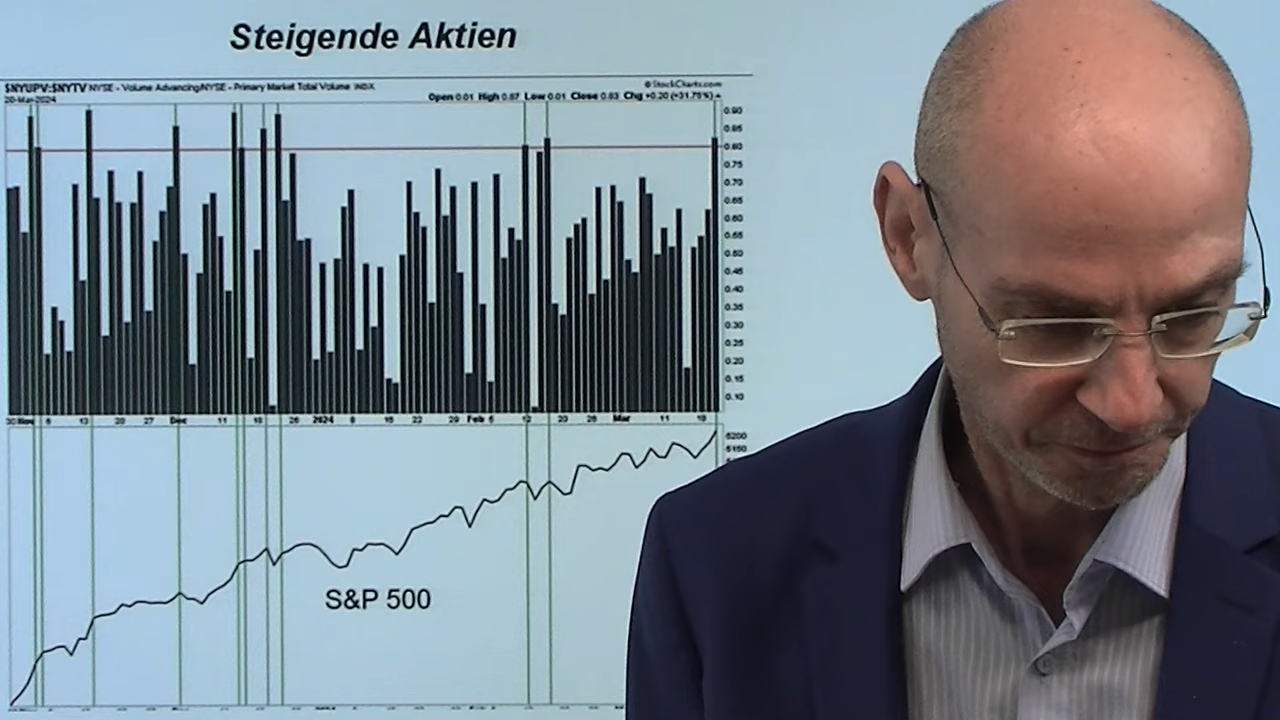 Steigende Aktien
$NYUPV:$NYTV NYSE - Volume Advancing/NYSE - Primary Market Total Volume INDX
© StockCharts.com
20-Mar-2024
Open 0.01 High 0.87 Low 0.01 Close 0.83 Chg +0.20 (+31.75%)
0.90
0.85
0.80
0.75
0.70
0.65
0.60
0.55
0.50
0.45
0.40
0.35
0.30
0.25
0.20
0.15
0.10
30 Nov 6 13 20 27 Dec 11 18 26 2024 8 16 22 29 Feb 5 12 20 26 Mar 11 18
5200
5150
S&P 500